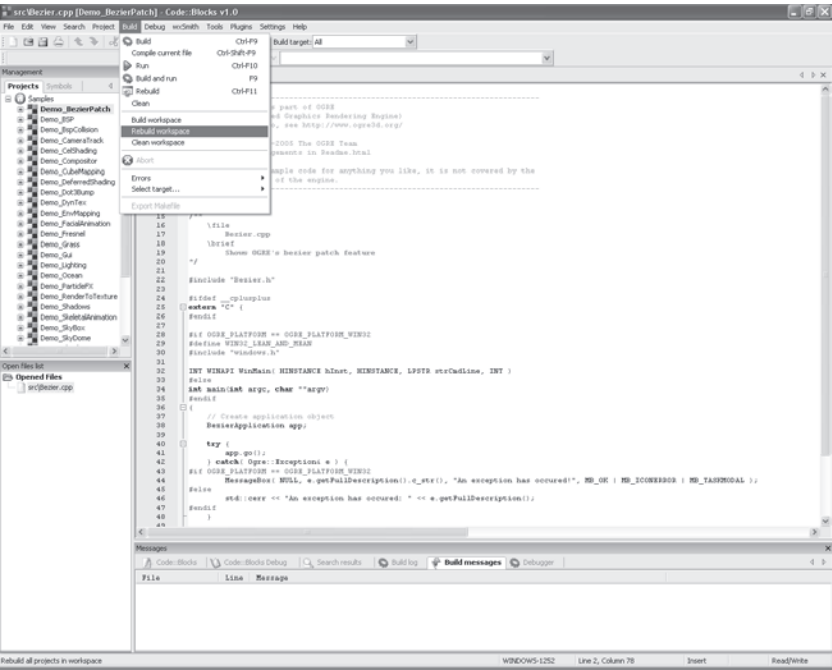 src\Bezier.cpp [Demo_BezierPatch] - Code::Blocks v1.0
File Edit View Search Project Build Debug wxSmith Tools Plugins Settings Help
Build target: All
Build Ctrl-F9
Compile current file Ctrl-Shift-F9
Run Ctrl-F10
Build and run F9
Rebuild Ctrl-F11
Clean
Build workspace
Rebuild workspace
Clean workspace
Abort
Errors
Select target...
Export Makefile
Management
Projects Symbols
Samples
Demo_BezierPatch
Demo_BSP
Demo_BspCollision
Demo_CameraTrack
Demo_CelShading
Demo_Compositor
Demo_CubeMapping
Demo_DeferredShading
Demo_Dot3Bump
Demo_DynTex
Demo_EnvMapping
Demo_FacialAnimation
Demo_Fresnel
Demo_Grass
Demo_Gui
Demo_Lighting
Demo_Ocean
Demo_ParticleFX
Demo_RenderToTexture
Demo_Shadows
Demo_SkeletalAnimation
Demo_SkyBox
Demo_SkyDome
Open files list
Opened Files
src\Bezier.cpp
part of OGRE
Graphics Rendering Engine)
, see http://www.ogre3d.org/
-2005 The OGRE Team
in Readme.html
code for anything you like, it is not covered by the
of the engine.
15 /**
16 \file
17 Bezier.cpp
18 \brief
19 Shows OGRE's bezier patch feature
20 */
21
22 #include "Bezier.h"
23
24 #ifdef __cplusplus
25 extern "C" {
26 #endif
27
28 #if OGRE_PLATFORM == OGRE_PLATFORM_WIN32
29 #define WIN32_LEAN_AND_MEAN
30 #include "windows.h"
31
32 INT WINAPI WinMain( HINSTANCE hInst, HINSTANCE, LPSTR strCmdLine, INT )
33 #else
34 int main(int argc, char **argv)
35 #endif
36 {
37 // Create application object
38 BezierApplication app;
39
40 try {
41 app.go();
42 } catch( Ogre::Exception& e ) {
43 #if OGRE_PLATFORM == OGRE_PLATFORM_WIN32
44 MessageBox( NULL, e.getFullDescription().c_str(), "An exception has occured!", MB_OK | MB_ICONERROR | MB_TASKMODAL );
45 #else
46 std::cerr << "An exception has occured: " << e.getFullDescription();
47 #endif
48 }
49
Messages
Code::Blocks Code::Blocks Debug Search results Build log Build messages Debugger
File Line Message
Rebuild all projects in workspace WINDOWS-1252 Line 2, Column 78 Insert Read/Write